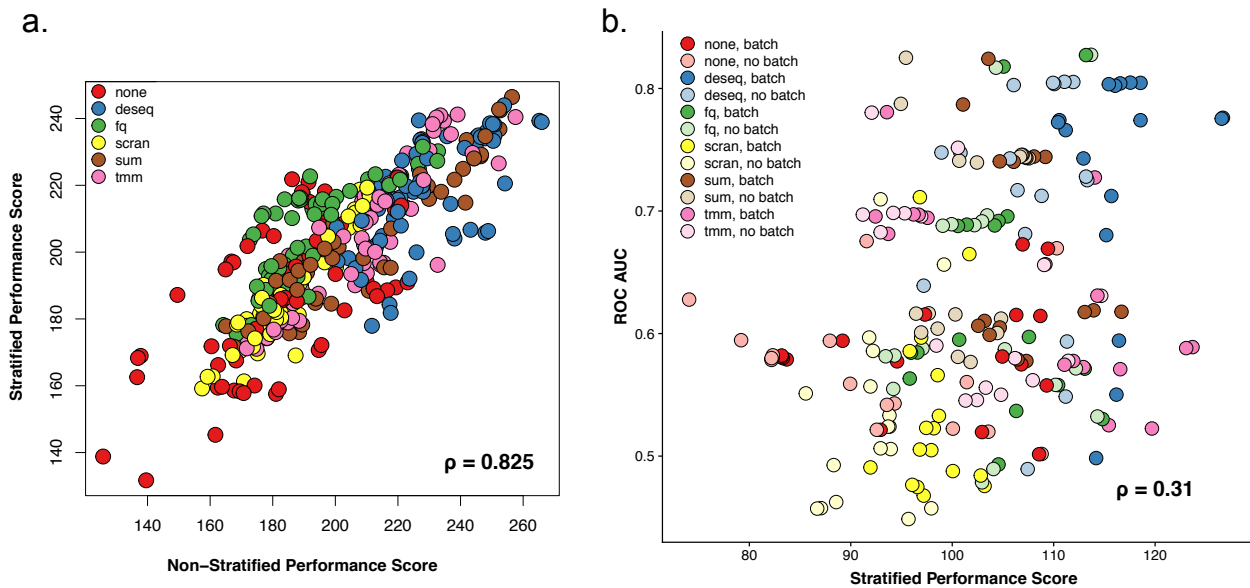 a.
Stratified Performance Score
240
220
200
180
160
140
none
deseq
fq
scran
sum
tmm
ρ = 0.825
140 160 180 200 220 240 260
Non−Stratified Performance Score
b.
ROC AUC
0.8
0.7
0.6
0.5
none, batch
none, no batch
deseq, batch
deseq, no batch
fq, batch
fq, no batch
scran, batch
scran, no batch
sum, batch
sum, no batch
tmm, batch
tmm, no batch
ρ = 0.31
80 90 100 110 120
Stratified Performance Score